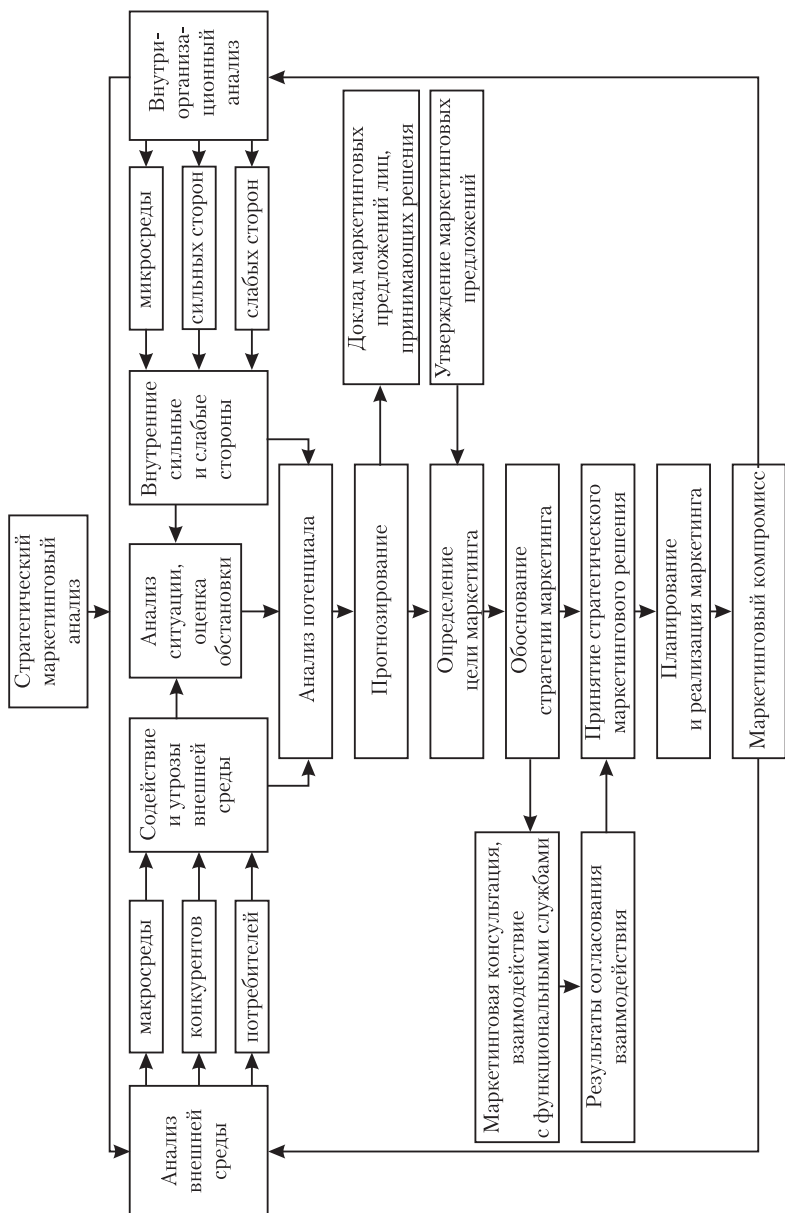 Стратегический
маркетинговый
анализ
Анализ
внешней
среды
макросреды
конкурентов
потребителей
Содействие
и угрозы
внешней
среды
Анализ
ситуации,
оценка
обстановки
Внутренние
сильные
и слабые
стороны
микросреды
сильных сторон
слабых сторон
Внутри-
организа-
ционный
анализ
Анализ потенциала
Прогнозирование
Доклад маркетинговых
предложений лиц,
принимающих решения
Определение
цели маркетинга
Утверждение маркетинговых
предложений
Обоснование
стратегии маркетинга
Маркетинговая консультация,
взаимодействие
с функциональными службами
Результаты согласования
взаимодействия
Принятие стратегического
маркетингового решения
Планирование
и реализация маркетинга
Маркетинговый компромисс